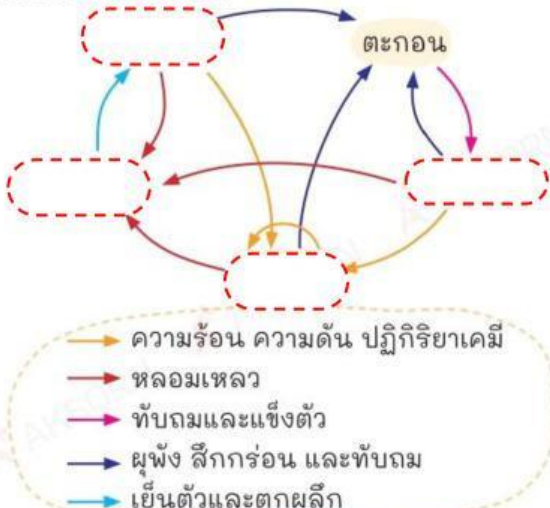 ตะกอน
ความร้อน ความดัน ปฏิกิริยาเคมี
หลอมเหลว
ทับถมและแข็งตัว
ผุพัง สึกกร่อน และทับถม
เย็นตัวและตกผลึก